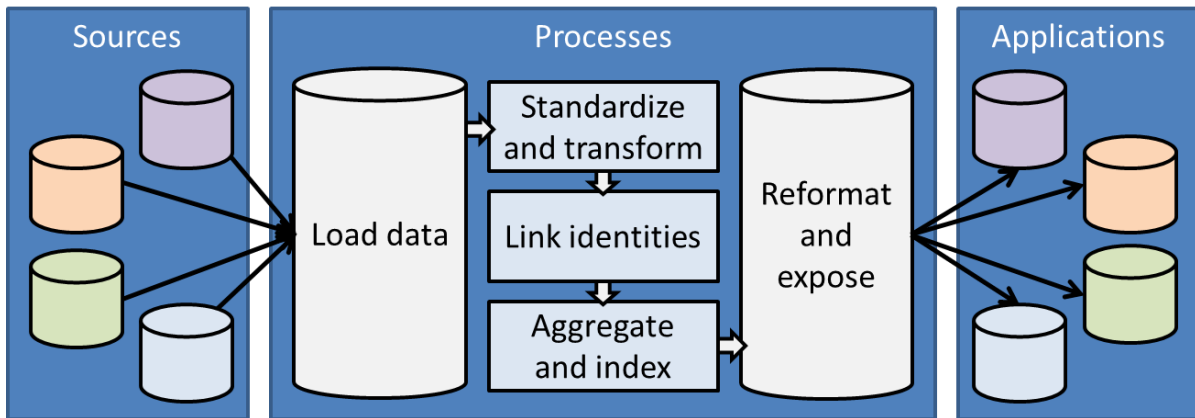 Sources
Processes
Applications
Load data
Standardize
and transform
Link identities
Aggregate
and index
Reformat
and
expose